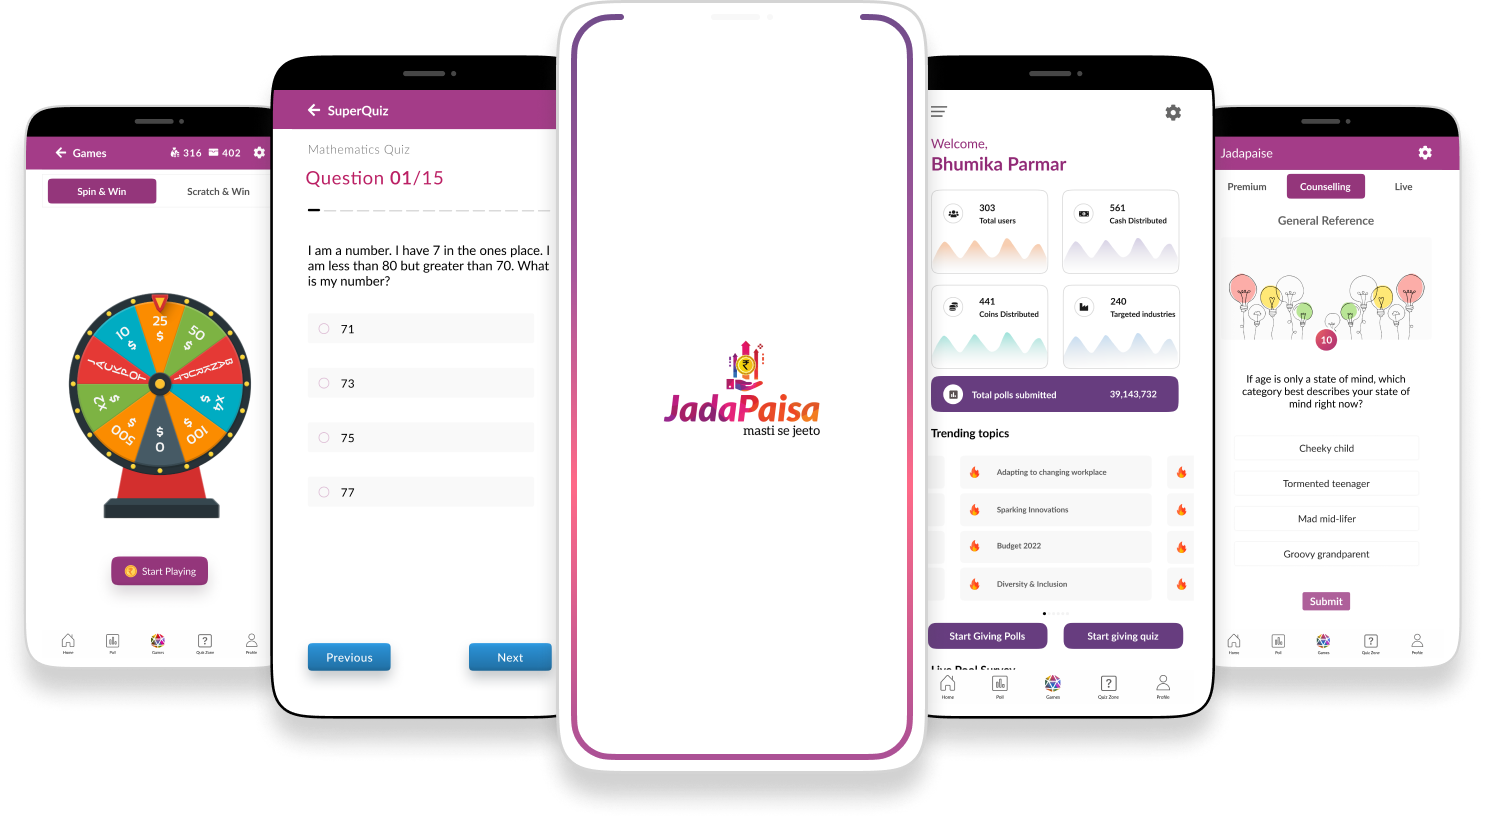 Games
316
402
Spin & Win
Scratch & Win
25
$
50
$
BANKRUPT
X4
$
100
$
$
0
500
$
X2
$
JACKPOT
10
$
Start Playing
Home
Poll
Games
Quiz Zone
Profile
SuperQuiz
Mathematics Quiz
Question 01/15
I am a number. I have 7 in the ones place. I
am less than 80 but greater than 70. What
is my number?
71
73
75
77
Previous
Next
JadaPaisa
masti se jeeto
Welcome,
Bhumika Parmar
303
Total users
561
Cash Distributed
441
Coins Distributed
240
Targeted industries
Total polls submitted
39,143,732
Trending topics
Adapting to changing workplace
Sparking Innovations
Budget 2022
Diversity & Inclusion
Start Giving Polls
Start giving quiz
Live Pool Survey
Home
Poll
Games
Quiz Zone
Profile
Jadapaise
Premium
Counselling
Live
General Reference
10
If age is only a state of mind, which
category best describes your state of
mind right now?
Cheeky child
Tormented teenager
Mad mid-lifer
Groovy grandparent
Submit
Home
Poll
Games
Quiz Zone
Profile